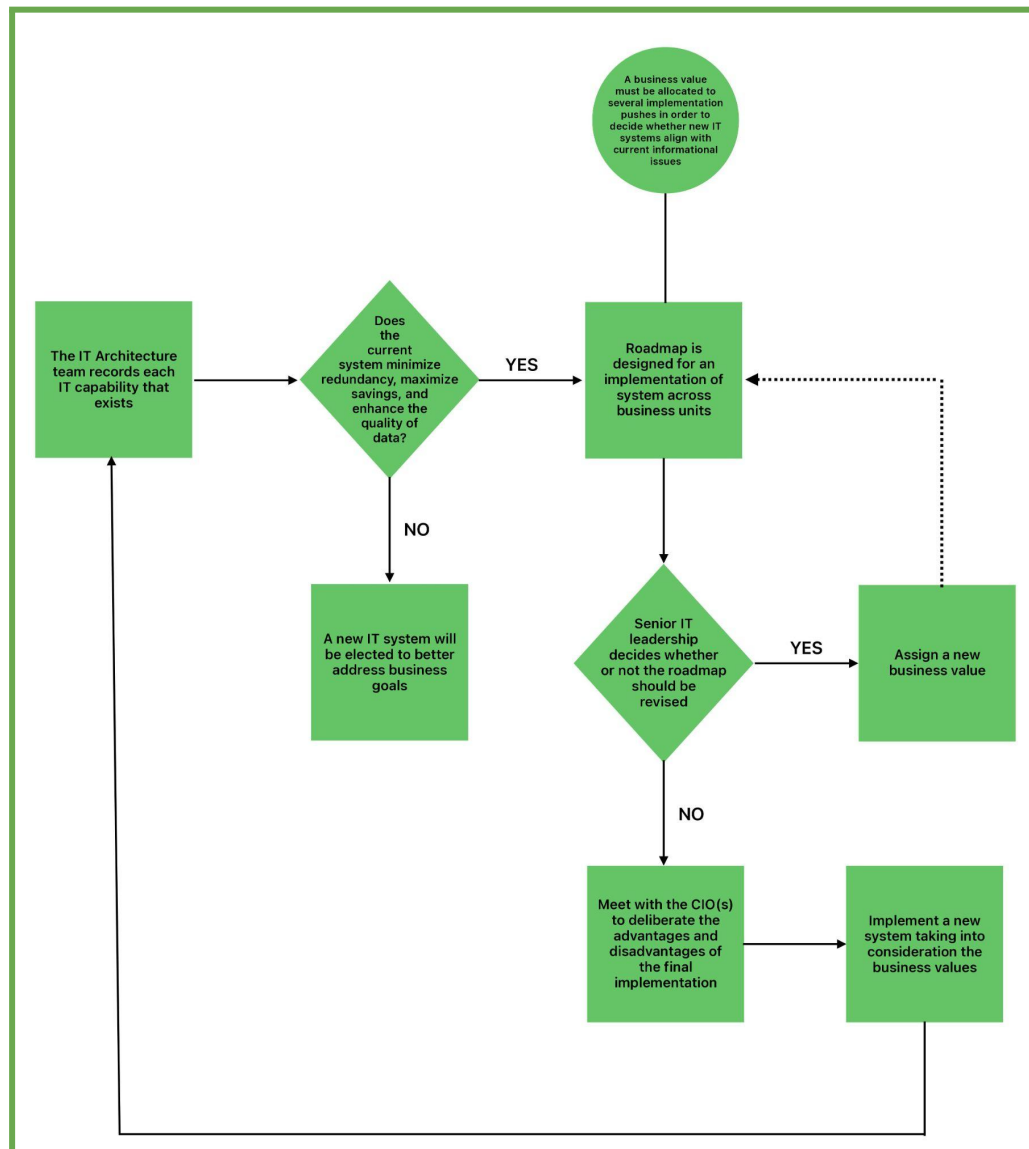 A business value
must be allocated to
several implementation
pushes in order to
decide whether new IT
systems align with
current informational
issues
The IT Architecture
team records each
IT capability that
exists
Does
the
current
system minimize
redundancy, maximize
savings, and
enhance the
quality of
data?
YES
Roadmap is
designed for an
implementation of
system across
business units
NO
A new IT system will
be elected to better
address business
goals
Senior IT
leadership
decides whether
or not the roadmap
should be
revised
YES
Assign a new
business value
NO
Meet with the CIO(s)
to deliberate the
advantages and
disadvantages of
the final
implementation
Implement a new
system taking into
consideration the
business values